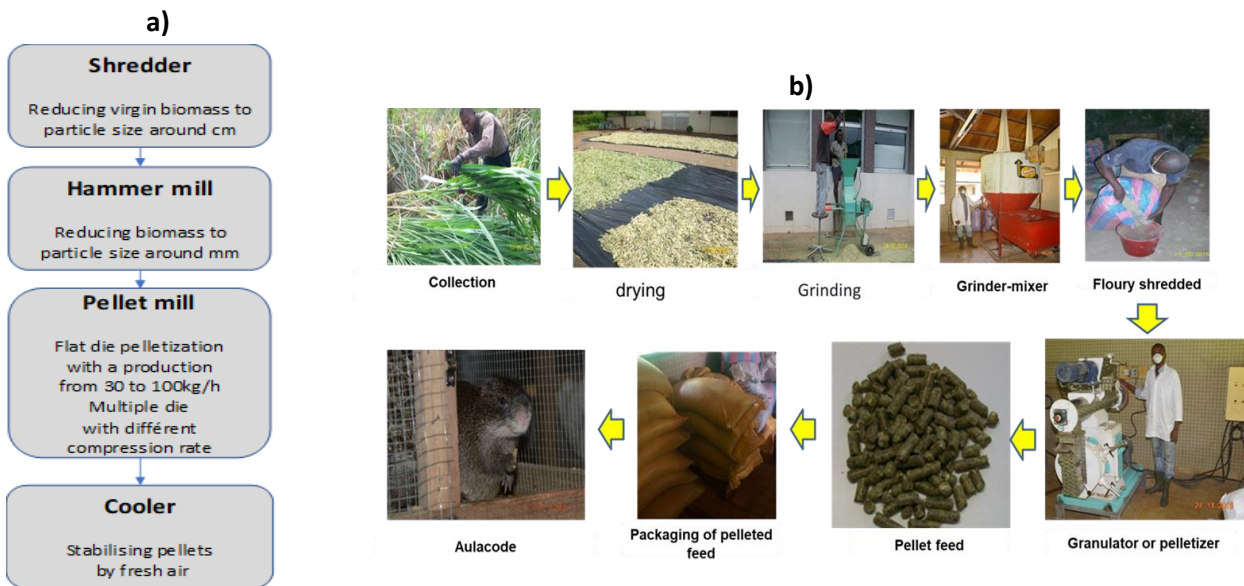 a)
Shredder
Reducing virgin biomass to
particle size around cm
Hammer mill
Reducing biomass to
particle size around mm
Pellet mill
Flat die pelletization
with a production
from 30 to 100kg/h
Multiple die
with différent
compression rate
Cooler
Stabilising pellets
by fresh air
b)
Collection
drying
Grinding
Grinder-mixer
Floury shredded
Granulator or pelletizer
Pellet feed
Packaging of pelleted
feed
Aulacode